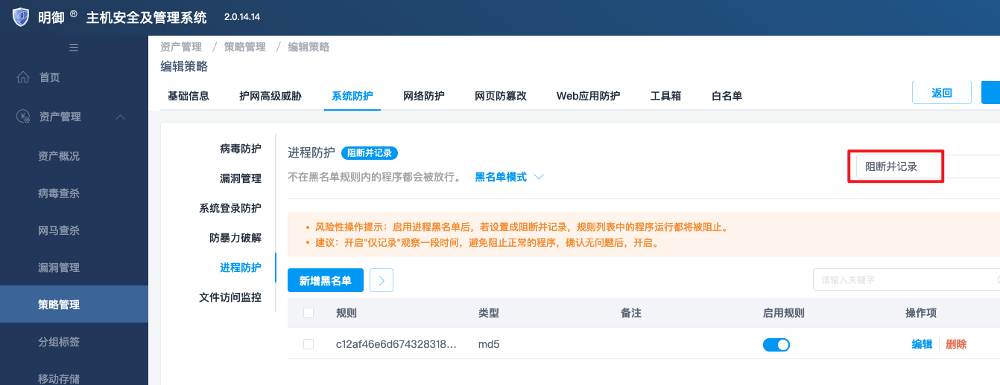 明御® 主机安全及管理系统 2.0.14.14
首页
资产管理
资产概况
病毒查杀
网马查杀
漏洞管理
策略管理
分组标签
移动存储
资产管理 / 策略管理 / 编辑策略
编辑策略
基础信息 护网高级威胁 系统防护 网络防护 网页防篡改 Web应用防护 工具箱 白名单 返回
病毒防护
漏洞管理
系统登录防护
防暴力破解
进程防护
文件访问监控
进程防护 阻断并记录
不在黑名单规则内的程序都会被放行。 黑名单模式
阻断并记录
• 风险性操作提示：启用进程黑名单后，若设置成阻断并记录，规则列表中的程序运行都将被阻止。
• 建议：开启"仅记录"观察一段时间，避免阻止正常的程序，确认无问题后，开启。
新增黑名单 请输入关键字
规则 类型 备注 启用规则 操作项
c12af46e6d674328318... md5 编辑 删除